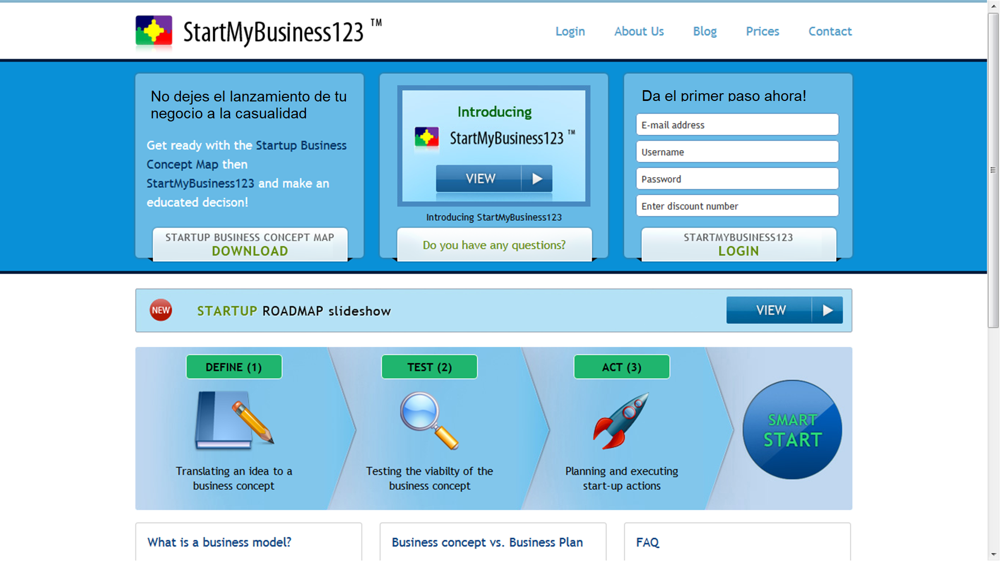 StartMyBusiness123 ™
Login About Us Blog Prices Contact
No dejes el lanzamiento de tu
negocio a la casualidad
Get ready with the Startup Business
Concept Map then
StartMyBusiness123 and make an
educated decison!
STARTUP BUSINESS CONCEPT MAP
DOWNLOAD
Introducing
StartMyBusiness123 ™
VIEW
Introducing StartMyBusiness123
Do you have any questions?
Da el primer paso ahora!
E-mail address
Username
Password
Enter discount number
STARTMYBUSINESS123
LOGIN
NEW
STARTUP ROADMAP slideshow
VIEW
DEFINE (1)
Translating an idea to a
business concept
TEST (2)
Testing the viabilty of the
business concept
ACT (3)
Planning and executing
start-up actions
SMART
START
What is a business model?
Business concept vs. Business Plan
FAQ